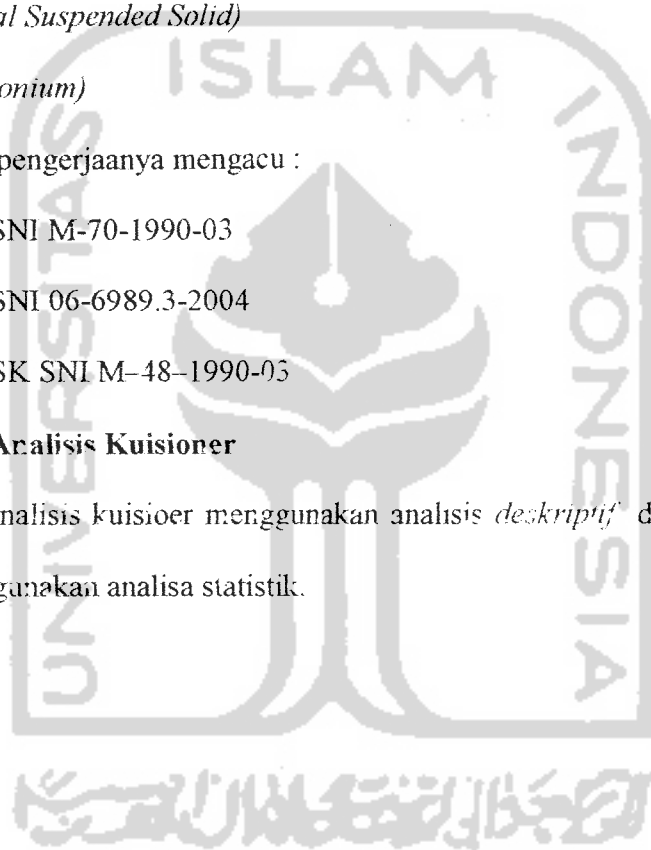 al Suspended Solid)
onium)
pengerjaanya mengacu :
SNI M-70-1990-03
SNI 06-6989.3-2004
SK SNI M–48–1990-03
Analisis Kuisioner
nalisis kuisioer menggunakan analisis deskriptif d
gunakan analisa statistik.
ISLAM
UNIVERSITAS
INDONESIA